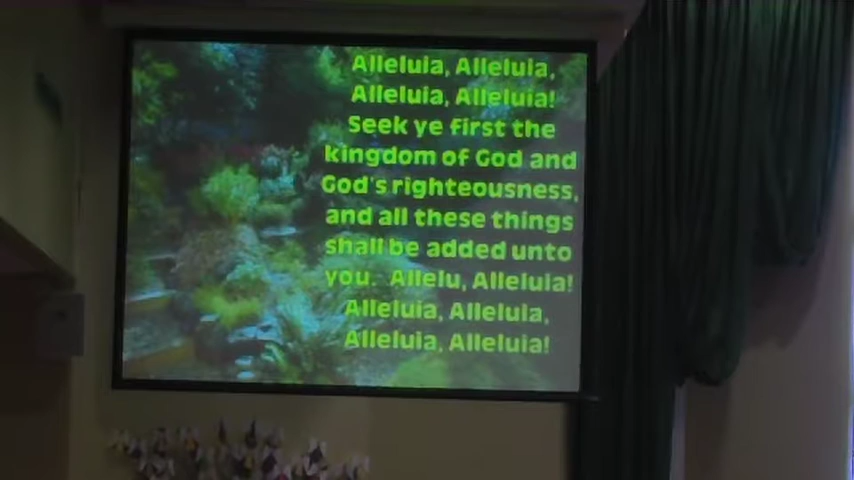 Alleluia, Alleluia,
Alleluia, Alleluia!
Seek ye first the
kingdom of God and
God's righteousness,
and all these things
shall be added unto
you. Allelu, Alleluia!
Alleluia, Alleluia,
Alleluia, Alleluia!